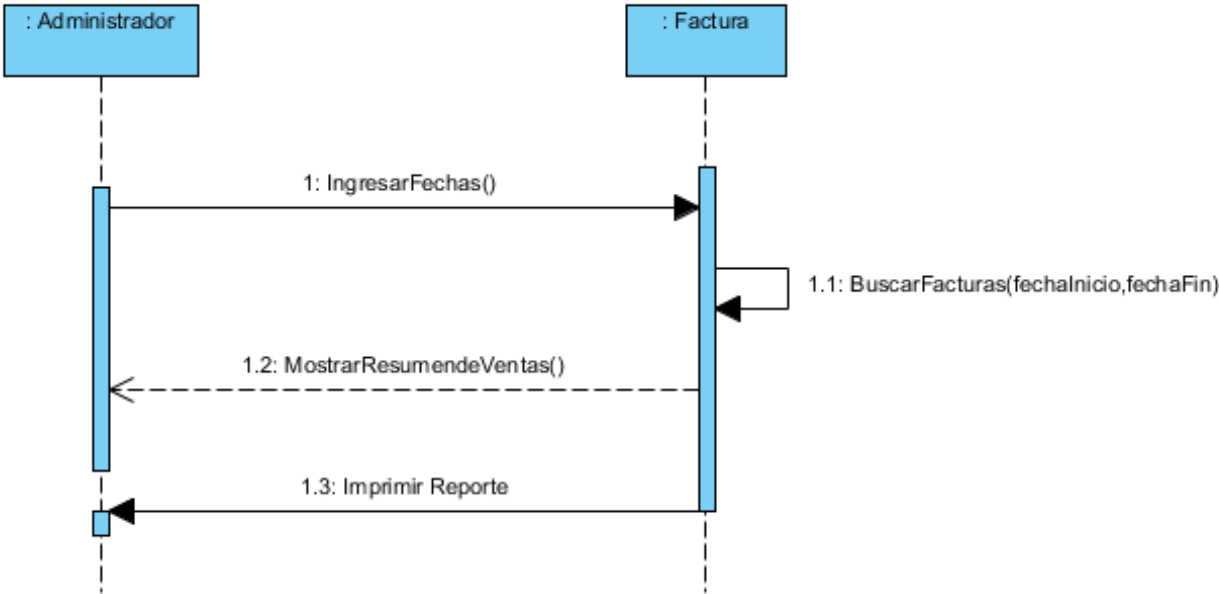 : Administrador
: Factura
1: IngresarFechas()
1.1: BuscarFacturas(fechaInicio,fechaFin)
1.2: MostrarResumendeVentas()
1.3: Imprimir Reporte